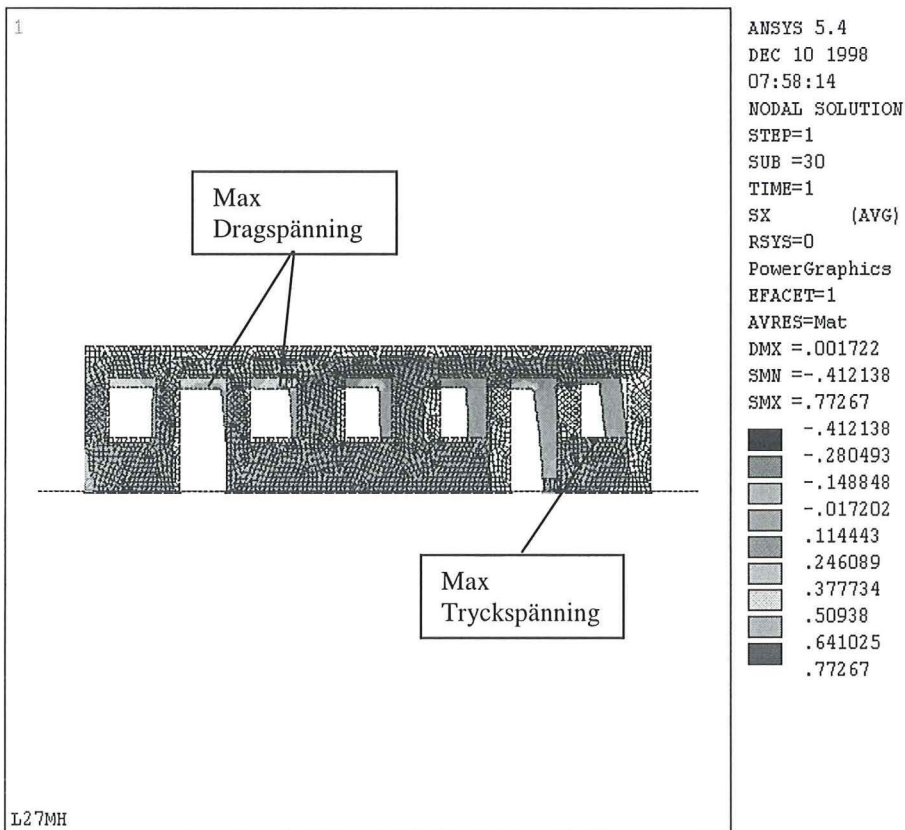 1
ANSYS 5.4
DEC 10 1998
07:58:14
NODAL SOLUTION
STEP=1
SUB =30
TIME=1
SX (AVG)
RSYS=0
PowerGraphics
EFACET=1
AVRES=Mat
DMX =.001722
SMN =-.412138
SMX =.77267
-.412138
-.280493
-.148848
-.017202
.114443
.246089
.377734
.50938
.641025
.77267
Max
Dragspänning
Max
Tryckspänning
L27MH